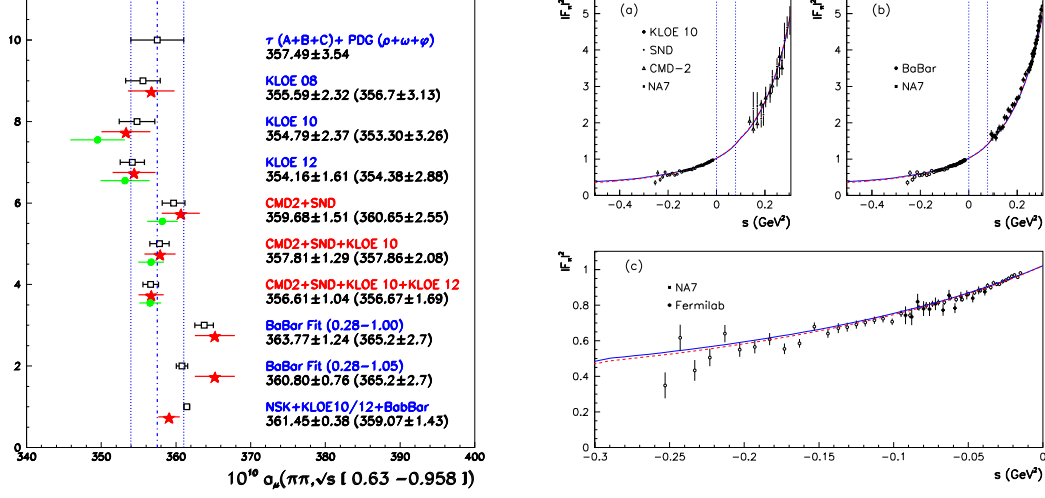 10
8
6
4
2
0
τ (A+B+C)+ PDG (ρ+ω+φ)
357.49±3.54
KLOE 08
355.59±2.32 (356.7±3.13)
KLOE 10
354.79±2.37 (353.30±3.26)
KLOE 12
354.16±1.61 (354.38±2.88)
CMD2+SND
359.68±1.51 (360.65±2.55)
CMD2+SND+KLOE 10
357.81±1.29 (357.86±2.08)
CMD2+SND+KLOE 10+KLOE 12
356.61±1.04 (356.67±1.69)
BaBar Fit (0.28−1.00)
363.77±1.24 (365.2±2.7)
BaBar Fit (0.28−1.05)
360.80±0.76 (365.2±2.7)
NSK+KLOE10/12+BabBar
361.45±0.38 (359.07±1.43)
340 350 360 370 380 390 400
10¹⁰ aμ(ππ,√s [ 0.63 −0.958 ])
|Fπ|²
(a)
5
4
3
2
1
0
KLOE 10
SND
CMD−2
NA7
−0.4 −0.2 0 0.2
s (GeV²)
|Fπ|²
(b)
5
4
3
2
1
0
BaBar
NA7
−0.4 −0.2 0 0.2
s (GeV²)
|Fπ|²
(c)
1
0.8
0.6
0.4
0.2
0
NA7
Fermilab
−0.3 −0.25 −0.2 −0.15 −0.1 −0.05 0
s (GeV²)